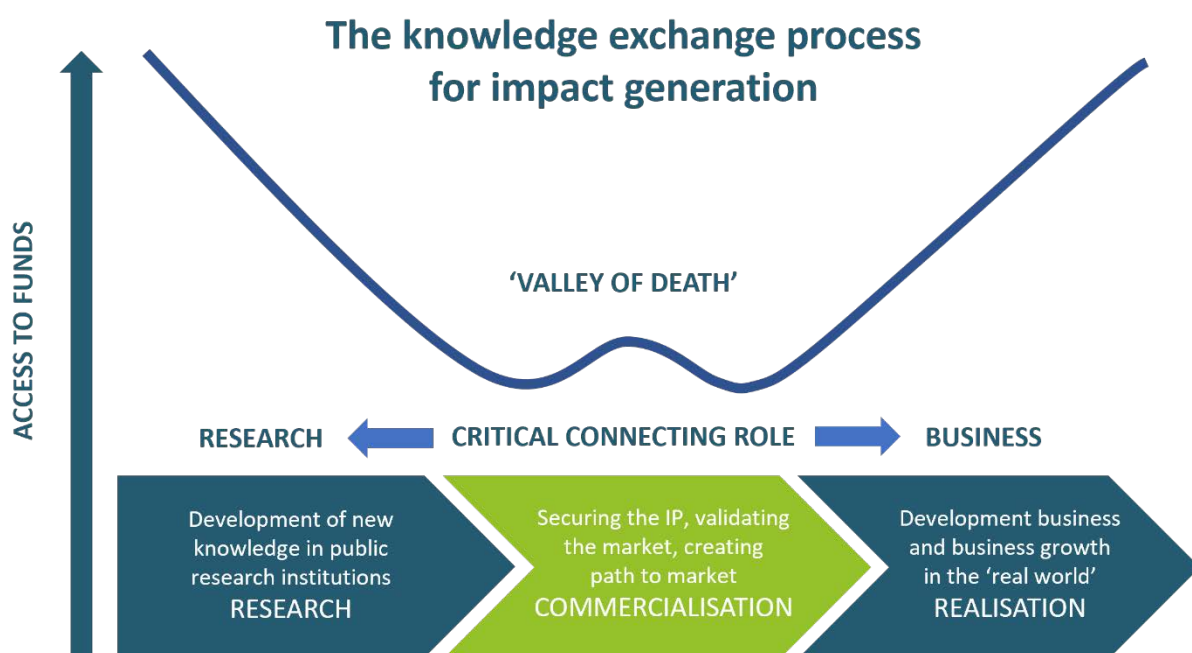 The knowledge exchange process
for impact generation
ACCESS TO FUNDS
‘VALLEY OF DEATH’
RESEARCH
CRITICAL CONNECTING ROLE
BUSINESS
Development of new
knowledge in public
research institutions
RESEARCH
Securing the IP, validating
the market, creating
path to market
COMMERCIALISATION
Development business
and business growth
in the ‘real world’
REALISATION